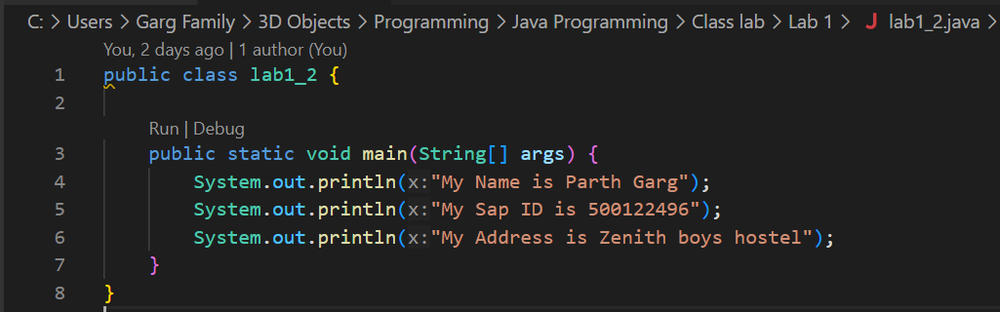 C: > Users > Garg Family > 3D Objects > Programming > Java Programming > Class lab > Lab 1 > J lab1_2.java >
You, 2 days ago | 1 author (You)
1 public class lab1_2 {
2
Run | Debug
3 public static void main(String[] args) {
4 System.out.println(x:"My Name is Parth Garg");
5 System.out.println(x:"My Sap ID is 500122496");
6 System.out.println(x:"My Address is Zenith boys hostel");
7 }
8 }